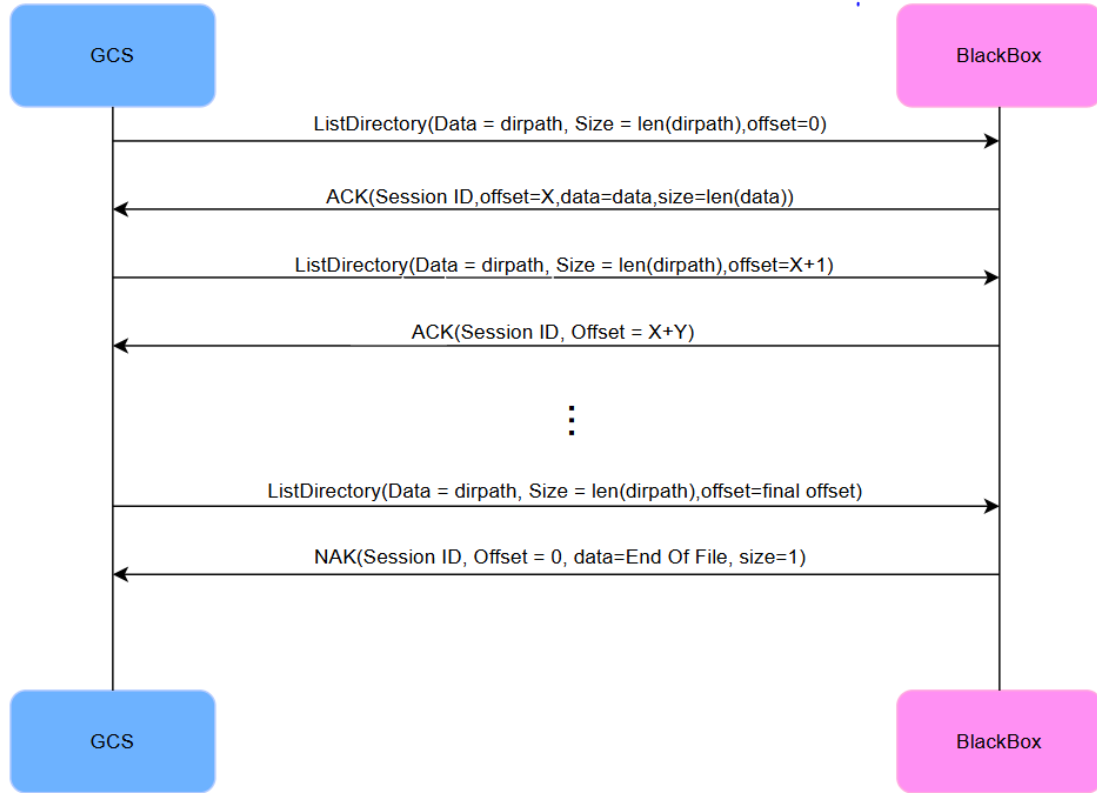 GCS
BlackBox
ListDirectory(Data = dirpath, Size = len(dirpath),offset=0)
ACK(Session ID,offset=X,data=data,size=len(data))
ListDirectory(Data = dirpath, Size = len(dirpath),offset=X+1)
ACK(Session ID, Offset = X+Y)
ListDirectory(Data = dirpath, Size = len(dirpath),offset=final offset)
NAK(Session ID, Offset = 0, data=End Of File, size=1)
GCS
BlackBox